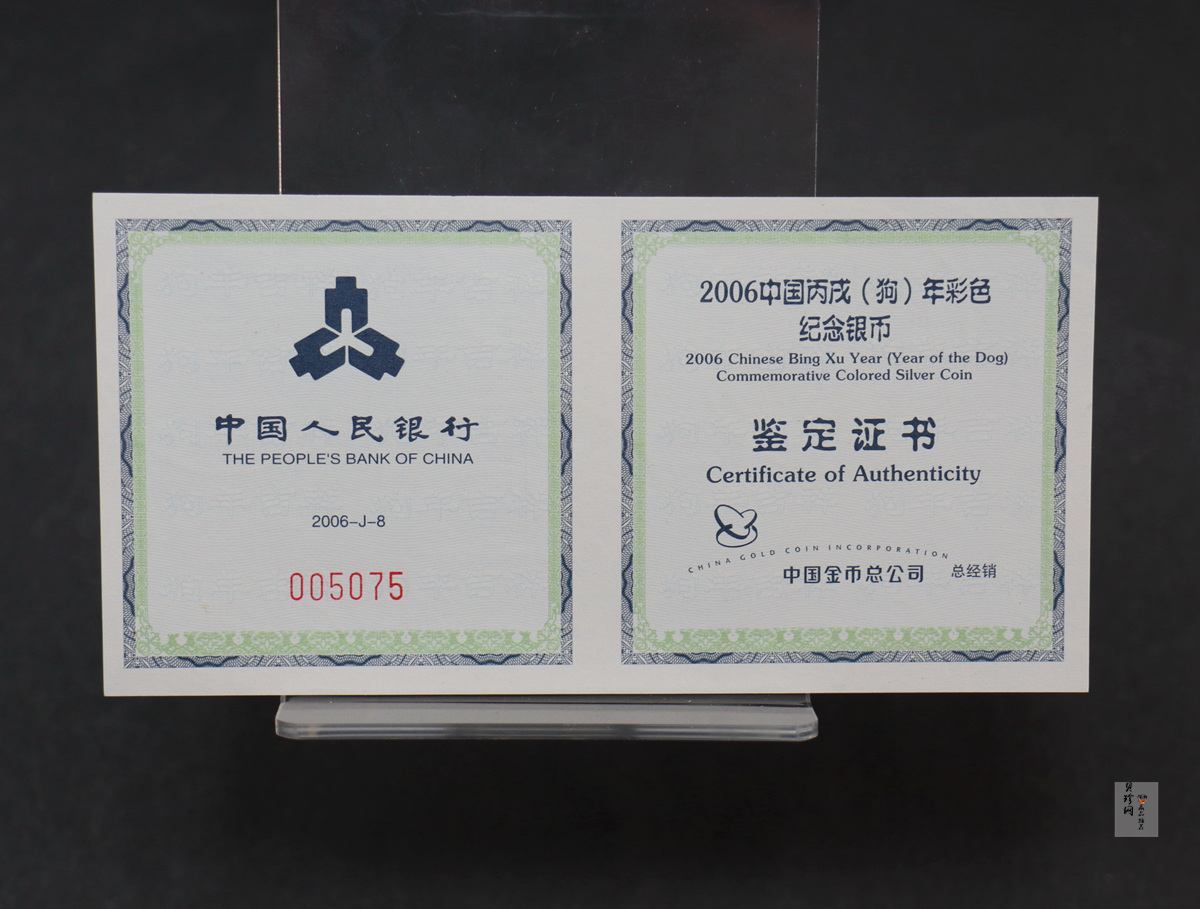 中国人民银行
THE PEOPLE'S BANK OF CHINA
2006-J-8
005075
2006中国丙戌（狗）年彩色
纪念银币
2006 Chinese Bing Xu Year (Year of the Dog)
Commemorative Colored Silver Coin
鉴定证书
Certificate of Authenticity
CHINA GOLD COIN INCORPORATION
中国金币总公司 总经销